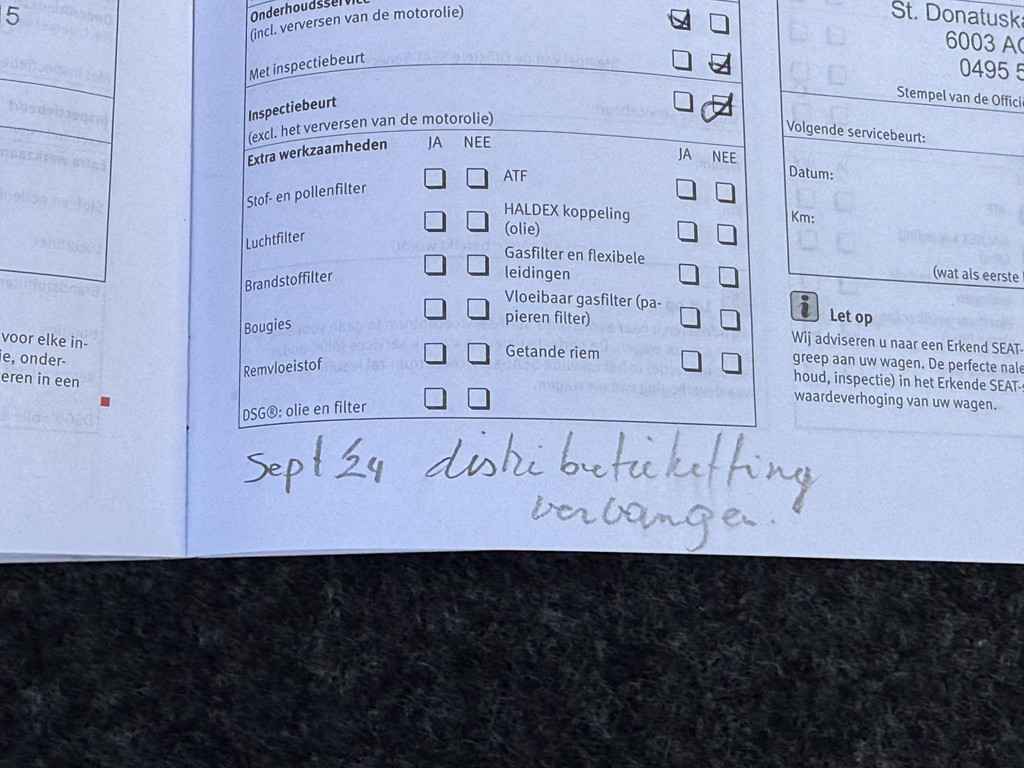 15
voor elke in-
ie, onder-
eren in een
Onderhoudsservice
(incl. verversen van de motorolie)
Met inspectiebeurt
Inspectiebeurt
(excl. het verversen van de motorolie)
Extra werkzaamheden JA NEE JA NEE
Stof- en pollenfilter
Luchtfilter
Brandstoffilter
Bougies
Remvloeistof
DSG®: olie en filter
ATF
HALDEX koppeling
(olie)
Gasfilter en flexibele
leidingen
Vloeibaar gasfilter (pa-
pieren filter)
Getande riem
Sept '24 distributieketting
vervangen.
St. Donatuska
6003 AC
0495 5
Stempel van de Offici
Volgende servicebeurt:
Datum:
Km:
(wat als eerste
i Let op
Wij adviseren u naar een Erkend SEAT-
greep aan uw wagen. De perfecte nale
houd, inspectie) in het Erkende SEAT-s
waardeverhoging van uw wagen.